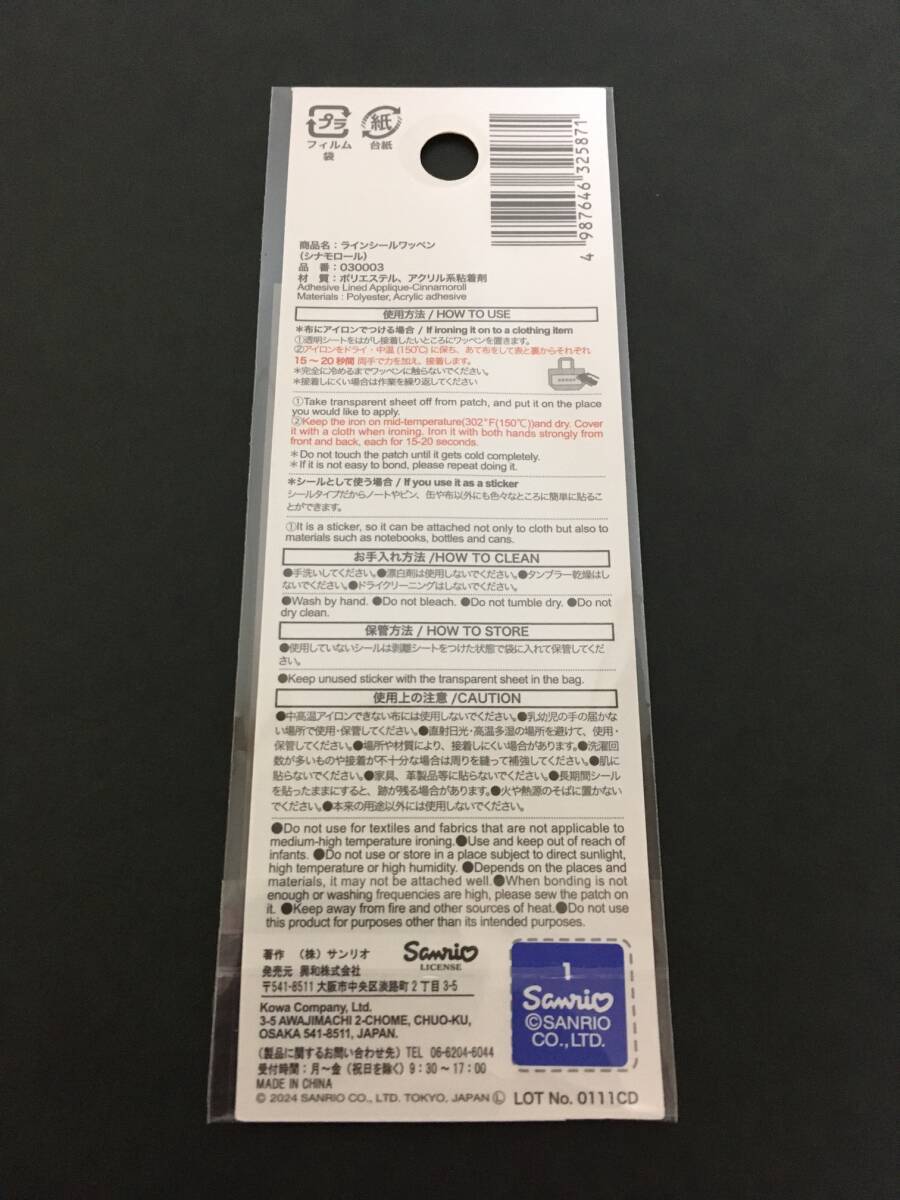 プラ
フィルム
袋
紙
台紙
4 987646 325871
商品名：ラインシールワッペン
（シナモロール）
品　番：030003
材　質：ポリエステル、アクリル系粘着剤
Adhesive Lined Applique-Cinnamoroll
Materials : Polyester, Acrylic adhesive
使用方法 / HOW TO USE
＊布にアイロンでつける場合 / If ironing it on to a clothing item
①透明シートをはがし接着したいところにワッペンを置きます。
②アイロンをドライ・中温(150℃)に保ち、あて布をして表と裏からそれぞれ
15～20秒間 両手で力を加え、接着します。
＊完全に冷めるまでワッペンに触らないでください。
＊接着しにくい場合は作業を繰り返してください
①Take transparent sheet off from patch, and put it on the place
you would like to apply.
②Keep the iron on mid-temperature(302°F(150℃))and dry. Cover
it with a cloth when ironing. Iron it with both hands strongly from
front and back, each for 15-20 seconds.
＊Do not touch the patch until it gets cold completely.
＊If it is not easy to bond, please repeat doing it.
＊シールとして使う場合 / If you use it as a sticker
シールタイプだからノートやビン、缶や布以外にも色々なところに簡単に貼るこ
とができます。
①It is a sticker, so it can be attached not only to cloth but also to
materials such as notebooks, bottles and cans.
お手入れ方法 /HOW TO CLEAN
●手洗いしてください。●漂白剤は使用しないでください。●タンブラー乾燥はし
ないでください。●ドライクリーニングはしないでください。
●Wash by hand. ●Do not bleach. ●Do not tumble dry. ●Do not
dry clean.
保管方法 / HOW TO STORE
●使用していないシールは剥離シートをつけた状態で袋に入れて保管してくだ
さい。
●Keep unused sticker with the transparent sheet in the bag.
使用上の注意 /CAUTION
●中高温アイロンできない布には使用しないでください。●乳幼児の手の届かな
い場所で使用・保管してください。●直射日光・高温多湿の場所を避けて、使用・
保管してください。●場所や材質により、接着しにくい場合があります。●洗濯回
数が多いものや接着が不十分な場合は周りを縫って補強してください。●肌に
貼らないでください。●家具、革製品等に貼らないでください。●長期間シール
を貼ったままにすると、跡が残る場合があります。●火や熱源のそばに置かない
でください。●本来の用途以外には使用しないでください。
●Do not use for textiles and fabrics that are not applicable to
medium-high temperature ironing.●Use and keep out of reach of
infants. ●Do not use or store in a place subject to direct sunlight,
high temperature or high humidity. ●Depends on the places and
materials, it may not be attached well.●When bonding is not
enough or washing frequencies are high, please sew the patch on
it. ●Keep away from fire and other sources of heat.●Do not use
this product for purposes other than its intended purposes.
著作　（株）サンリオ
Sanrio
LICENSE
発売元　興和株式会社
〒541-8511 大阪市中央区淡路町２丁目3-5
Kowa Company, Ltd.
3-5 AWAJIMACHI 2-CHOME, CHUO-KU,
OSAKA 541-8511, JAPAN.
（製品に関するお問い合わせ先）TEL 06-6204-6044
受付時間：月～金（祝日を除く）9：30～17：00
MADE IN CHINA
© 2024 SANRIO CO., LTD. TOKYO, JAPAN Ⓛ
LOT No. 0111CD
1
Sanrio
©SANRIO
CO.,LTD.